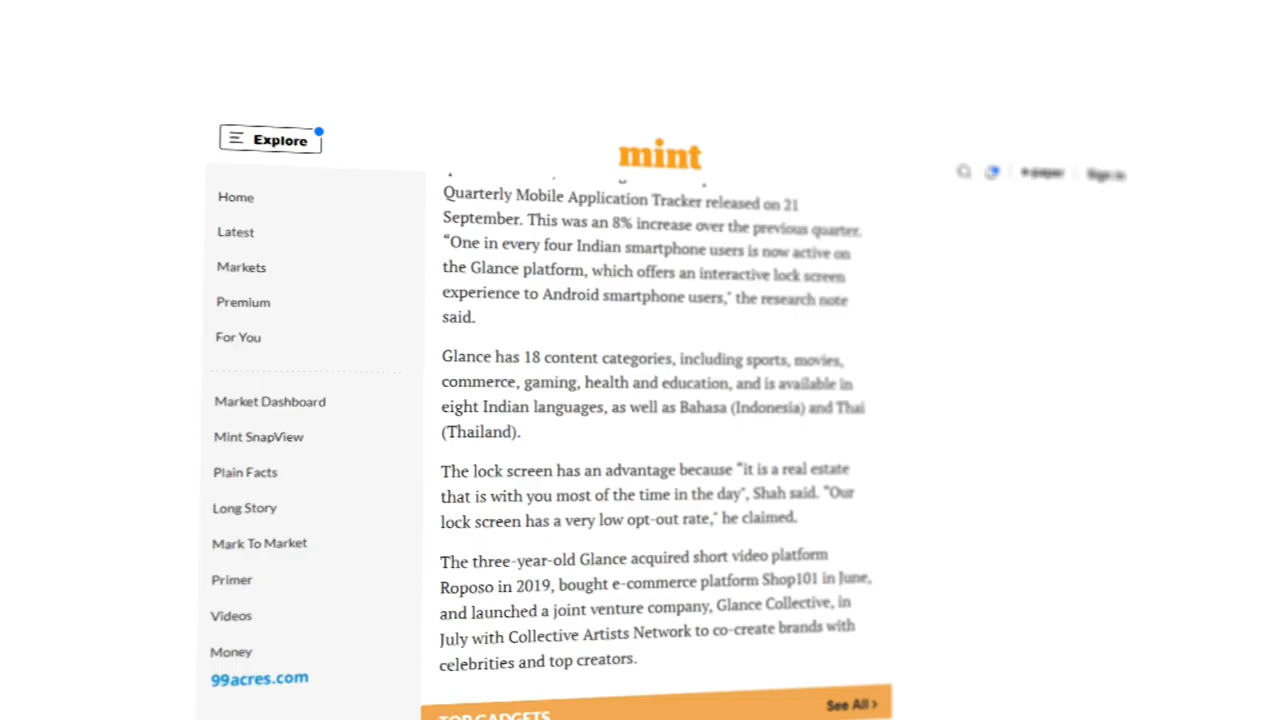 Explore
mint
e-paper
Sign in
Home
Latest
Markets
Premium
For You
Market Dashboard
Mint SnapView
Plain Facts
Long Story
Mark To Market
Primer
Videos
Money
99acres.com
Quarterly Mobile Application Tracker released on 21
September. This was an 8% increase over the previous quarter.
“One in every four Indian smartphone users is now active on
the Glance platform, which offers an interactive lock screen
experience to Android smartphone users," the research note
said.
Glance has 18 content categories, including sports, movies,
commerce, gaming, health and education, and is available in
eight Indian languages, as well as Bahasa (Indonesia) and Thai
(Thailand).
The lock screen has an advantage because “it is a real estate
that is with you most of the time in the day", Shah said. “Our
lock screen has a very low opt-out rate," he claimed.
The three-year-old Glance acquired short video platform
Roposo in 2019, bought e-commerce platform Shop101 in June,
and launched a joint venture company, Glance Collective, in
July with Collective Artists Network to co-create brands with
celebrities and top creators.
TOP GADGETS
See All >